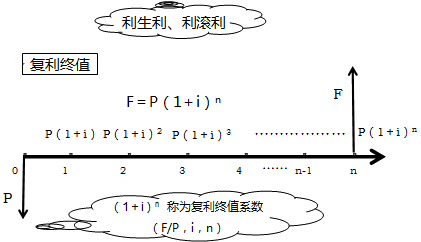 利生利、利滚利
复利终值
F=P(1+i)ⁿ
F
P(1+i) P(1+i)² P(1+i)³ ………………… P(1+i)ⁿ
0 1 2 3 4 …… n-1 n
P
(1+i)ⁿ 称为复利终值系数
(F/P,i,n)